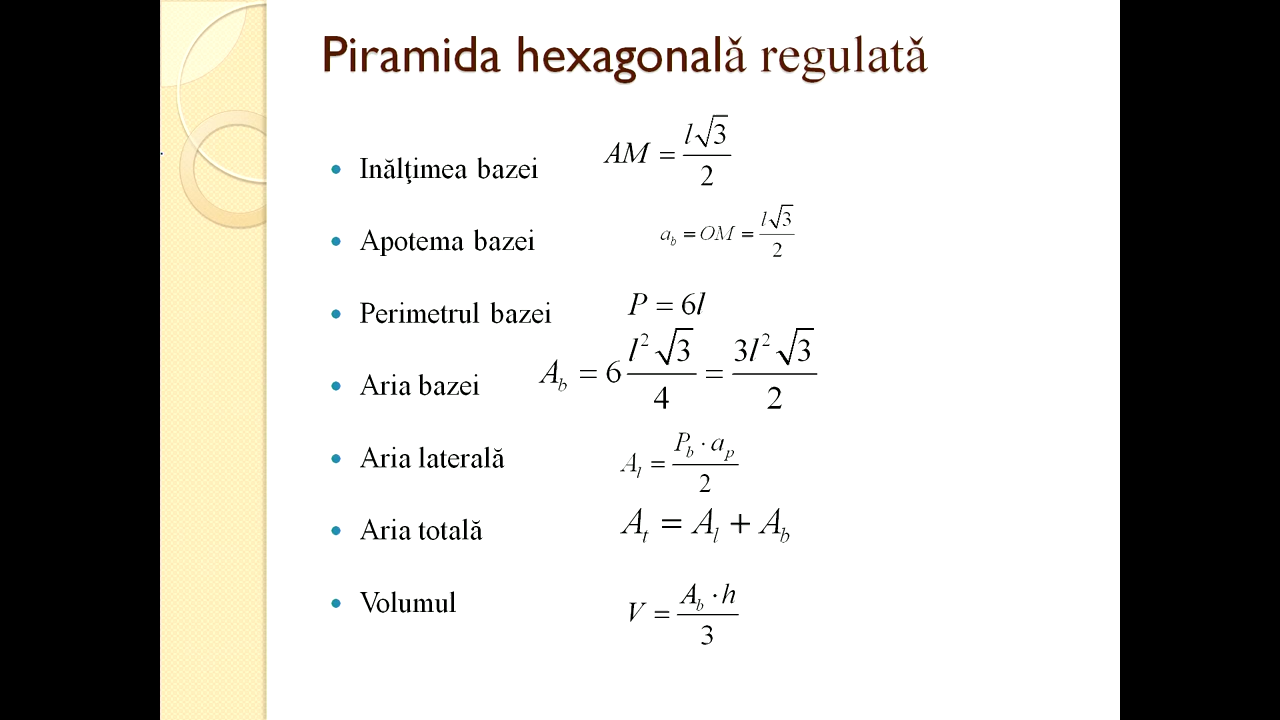 Piramida hexagonalǎ regulatǎ
• Inălţimea bazei AM = l√3/2
• Apotema bazei a_b = OM = l√3/2
• Perimetrul bazei P = 6l
• Aria bazei A_b = 6 l²√3/4 = 3l²√3/2
• Aria laterală A_l = P_b · a_p/2
• Aria totală A_t = A_l + A_b
• Volumul V = A_b · h/3